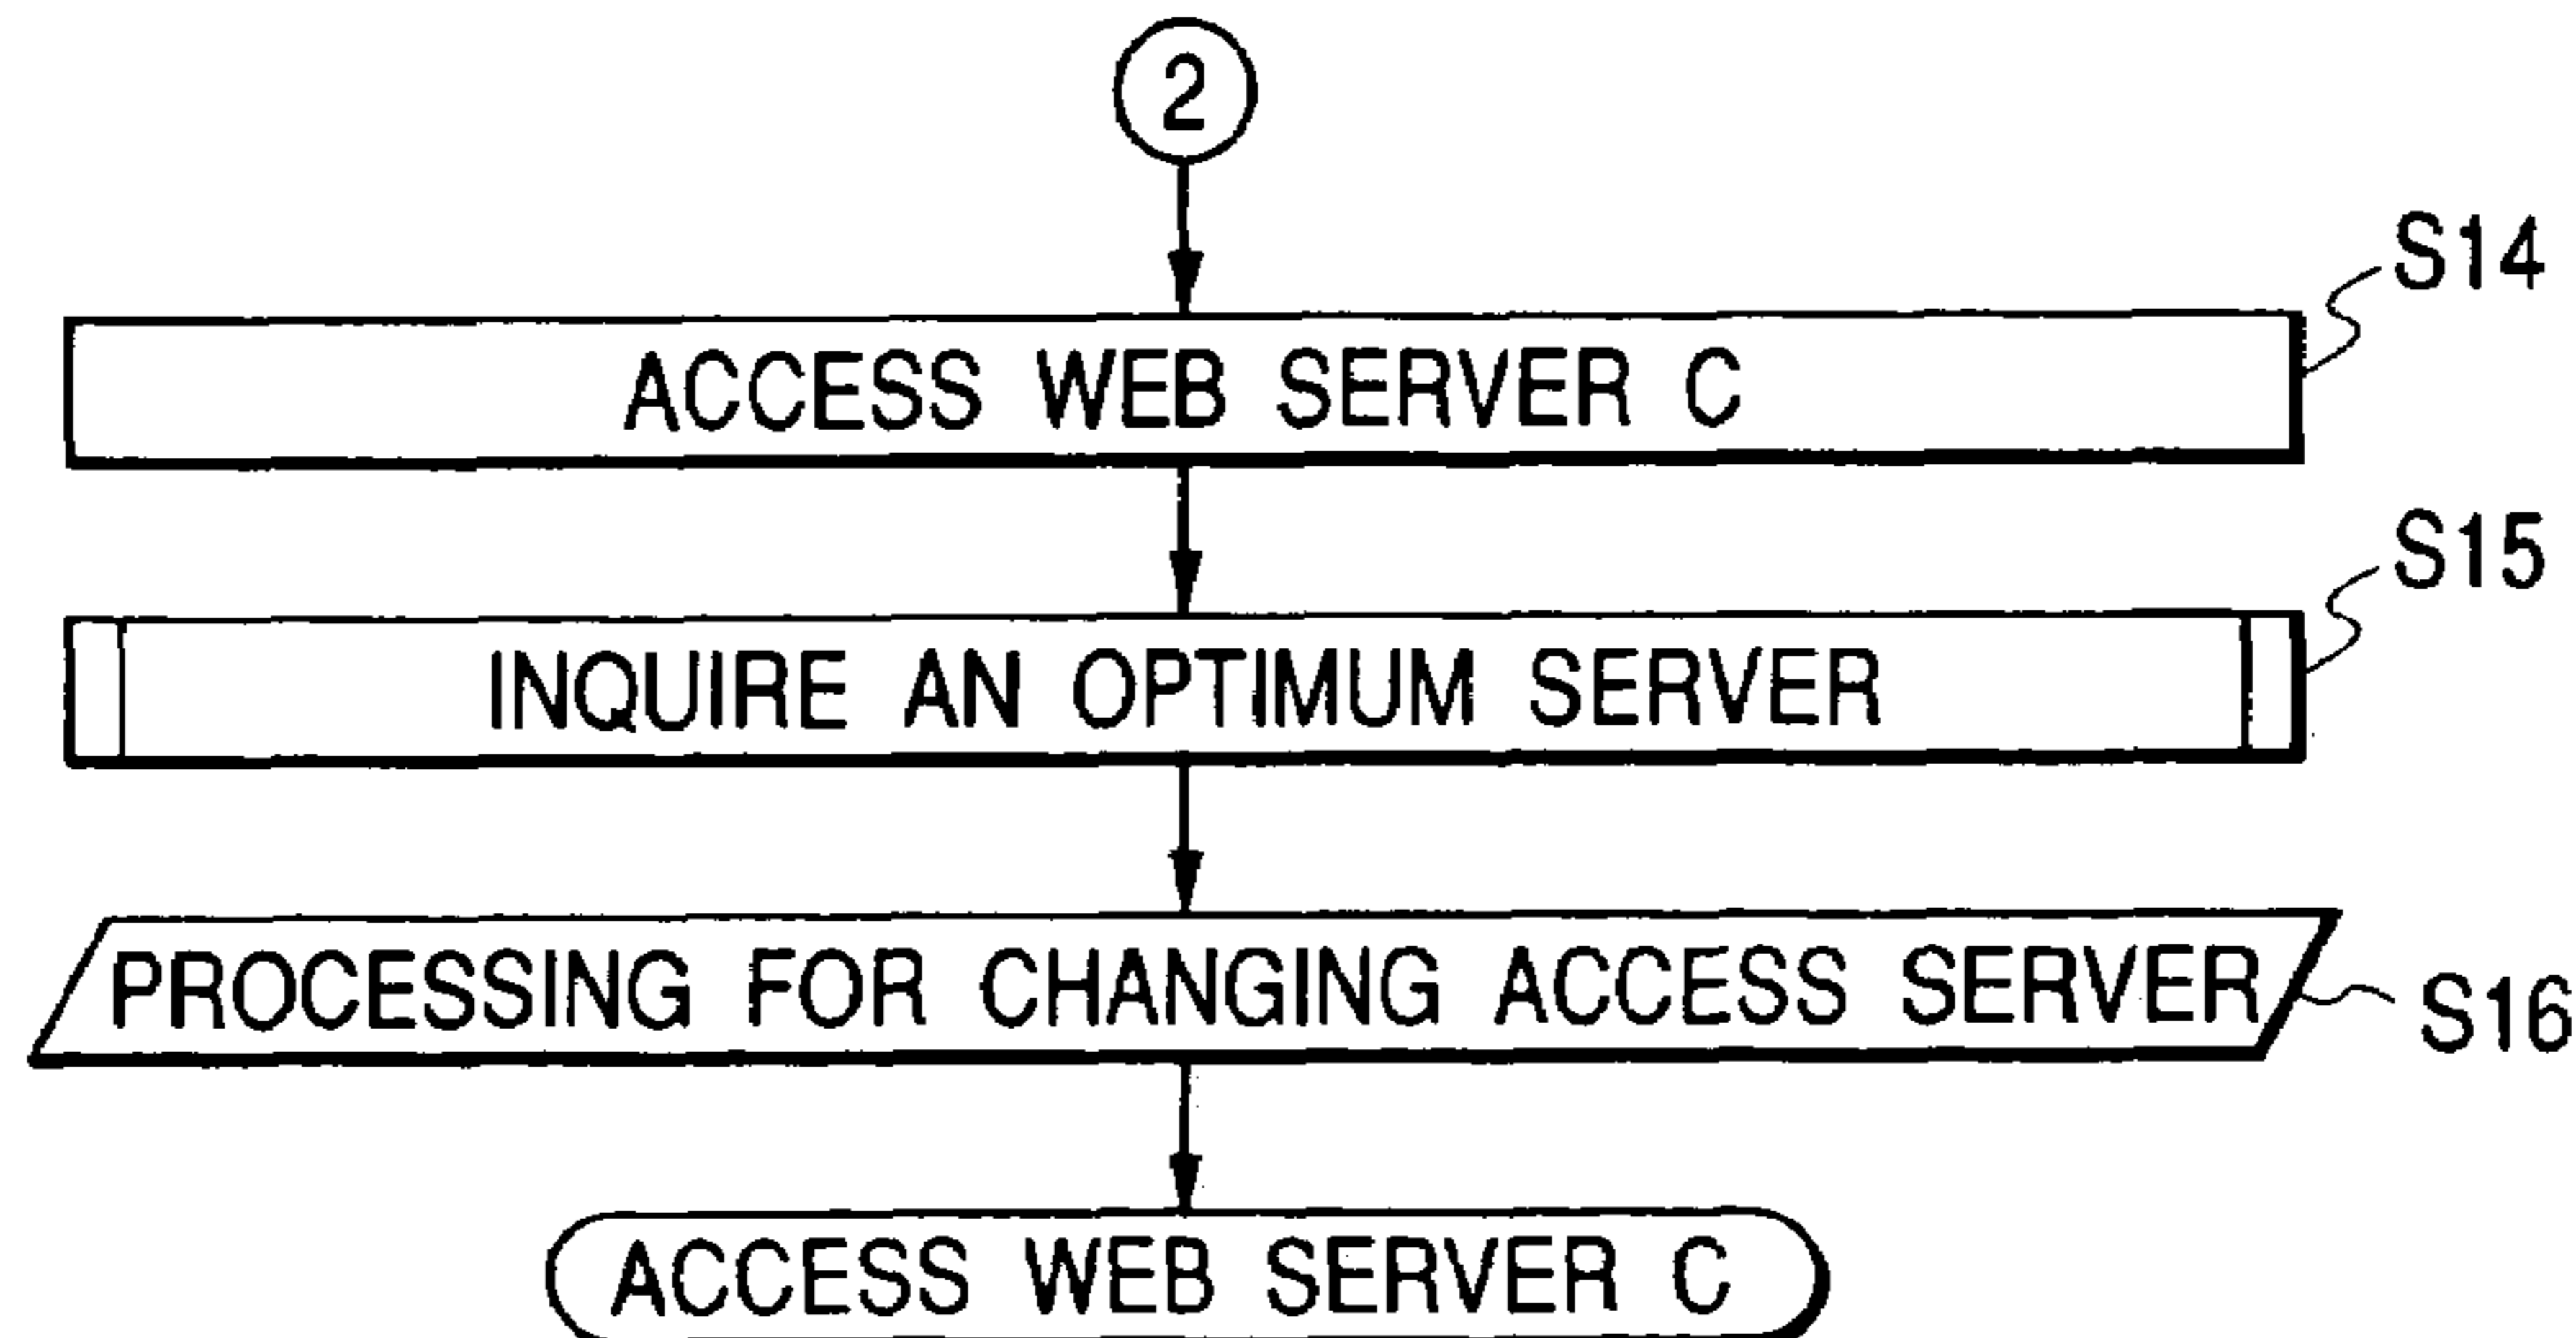 2
S14
ACCESS WEB SERVER C
S15
INQUIRE AN OPTIMUM SERVER
PROCESSING FOR CHANGING ACCESS SERVER
S16
ACCESS WEB SERVER C